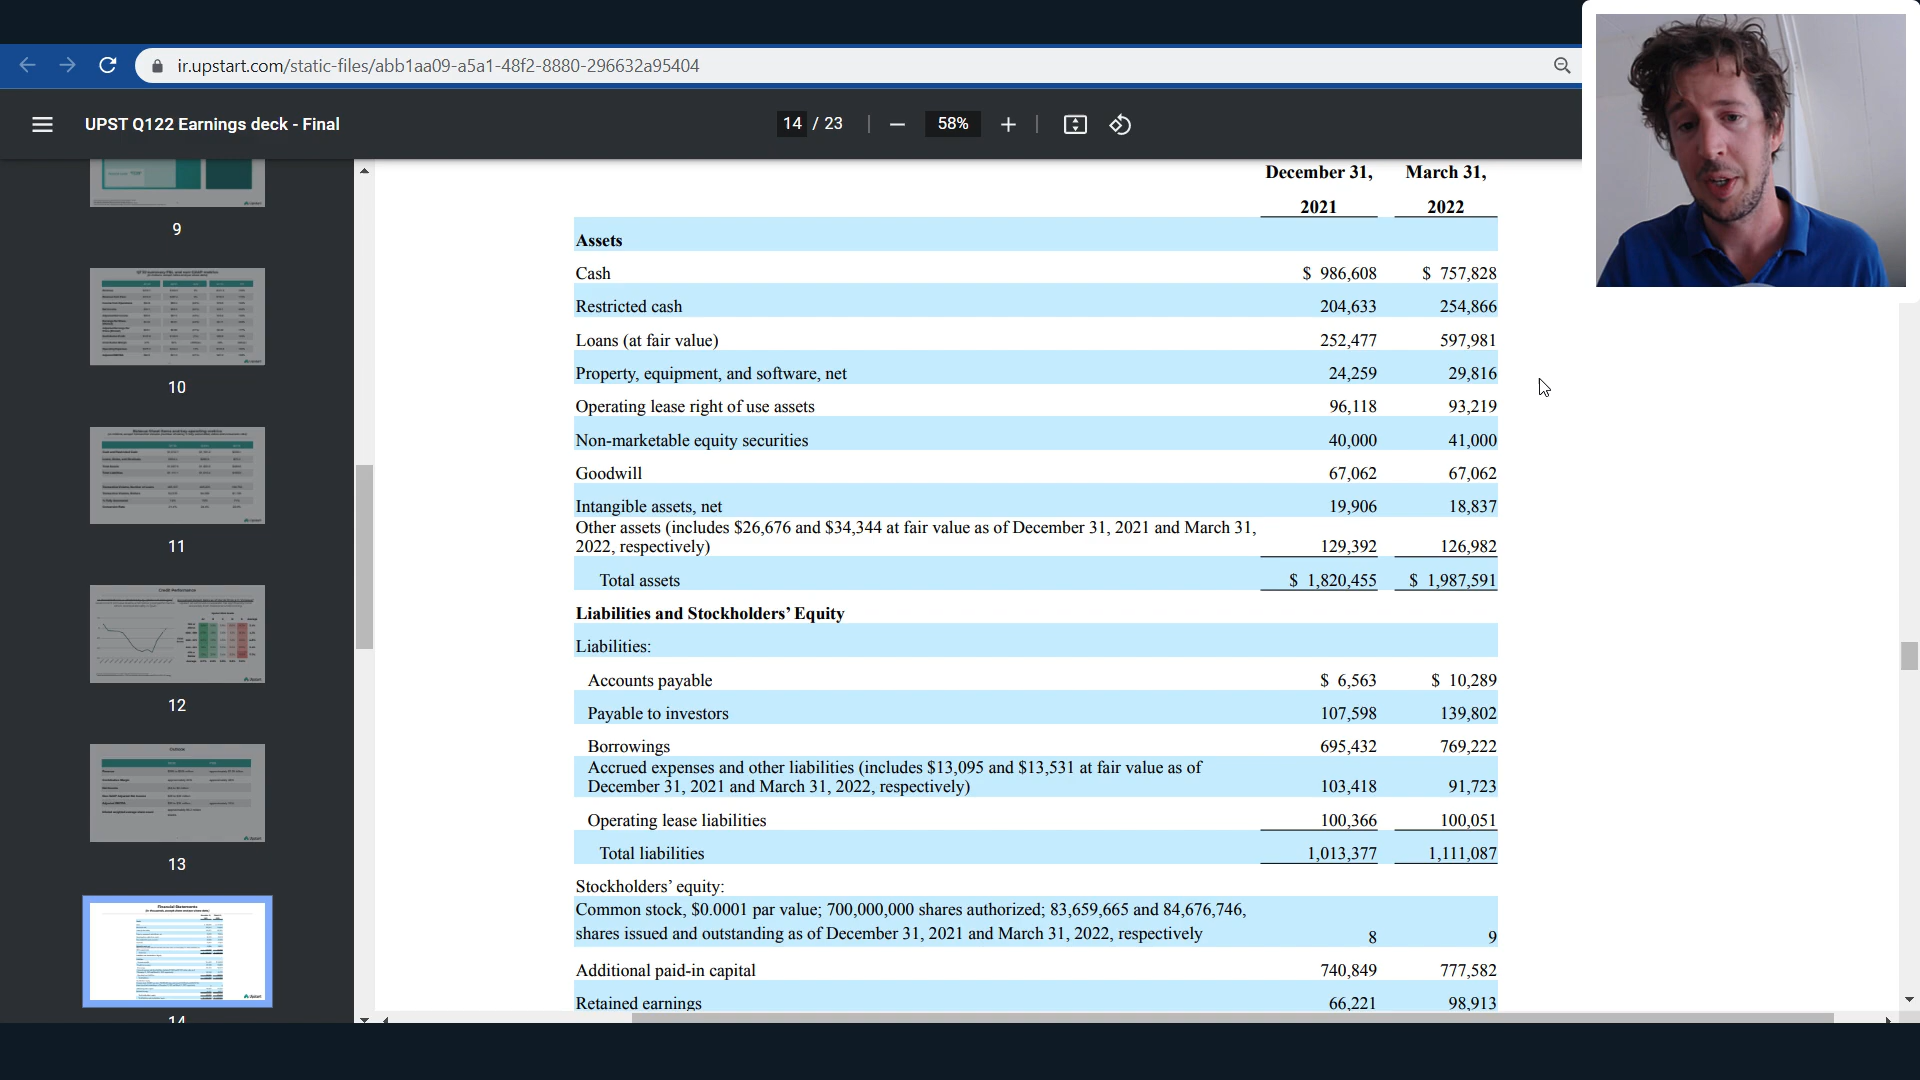 ir.upstart.com/static-files/abb1aa09-a5a1-48f2-8880-296632a95404
UPST Q122 Earnings deck - Final
14 / 23
58%
9
10
11
12
13
14
December 31, March 31,
2021 2022
Assets
Cash $ 986,608 $ 757,828
Restricted cash 204,633 254,866
Loans (at fair value) 252,477 597,981
Property, equipment, and software, net 24,259 29,816
Operating lease right of use assets 96,118 93,219
Non-marketable equity securities 40,000 41,000
Goodwill 67,062 67,062
Intangible assets, net 19,906 18,837
Other assets (includes $26,676 and $34,344 at fair value as of December 31, 2021 and March 31,
2022, respectively) 129,392 126,982
Total assets $ 1,820,455 $ 1,987,591
Liabilities and Stockholders’ Equity
Liabilities:
Accounts payable $ 6,563 $ 10,289
Payable to investors 107,598 139,802
Borrowings 695,432 769,222
Accrued expenses and other liabilities (includes $13,095 and $13,531 at fair value as of
December 31, 2021 and March 31, 2022, respectively) 103,418 91,723
Operating lease liabilities 100,366 100,051
Total liabilities 1,013,377 1,111,087
Stockholders’ equity:
Common stock, $0.0001 par value; 700,000,000 shares authorized; 83,659,665 and 84,676,746,
shares issued and outstanding as of December 31, 2021 and March 31, 2022, respectively 8 9
Additional paid-in capital 740,849 777,582
Retained earnings 66,221 98,913